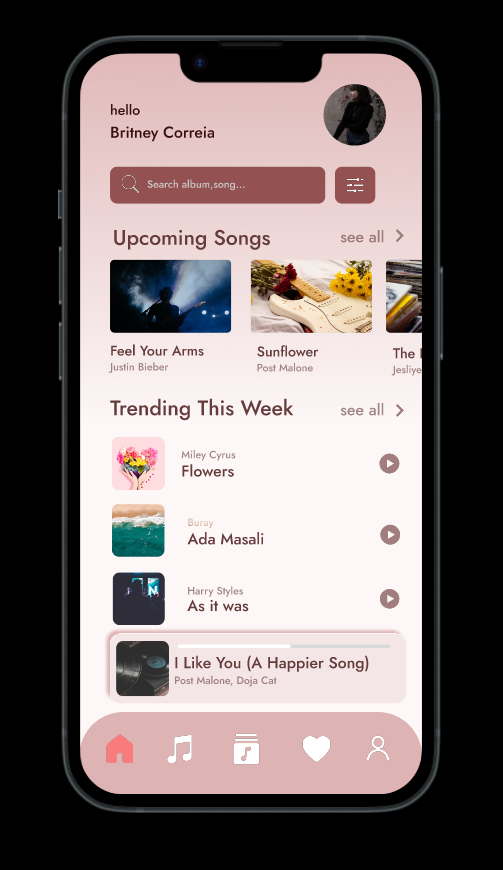 hello
Britney Correia
Search album,song...
Upcoming Songs
see all
Feel Your Arms
Justin Bieber
Sunflower
Post Malone
The
Jesliye
Trending This Week
see all
Miley Cyrus
Flowers
Buray
Ada Masali
Harry Styles
As it was
I Like You (A Happier Song)
Post Malone, Doja Cat